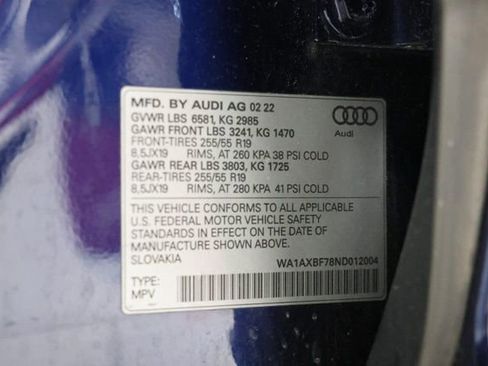 MFD. BY AUDI AG 02 22
GVWR LBS 6581, KG 2985
GAWR FRONT LBS 3241, KG 1470
FRONT-TIRES 255/55 R19
8,5JX19 RIMS, AT 260 KPA 38 PSI COLD
GAWR REAR LBS 3803, KG 1725
REAR-TIRES 255/55 R19
8,5JX19 RIMS, AT 280 KPA 41 PSI COLD
Audi
THIS VEHICLE CONFORMS TO ALL APPLICABLE
U.S. FEDERAL MOTOR VEHICLE SAFETY
STANDARDS IN EFFECT ON THE DATE OF
MANUFACTURE SHOWN ABOVE.
SLOVAKIA WA1AXBF78ND012004
TYPE:
MPV